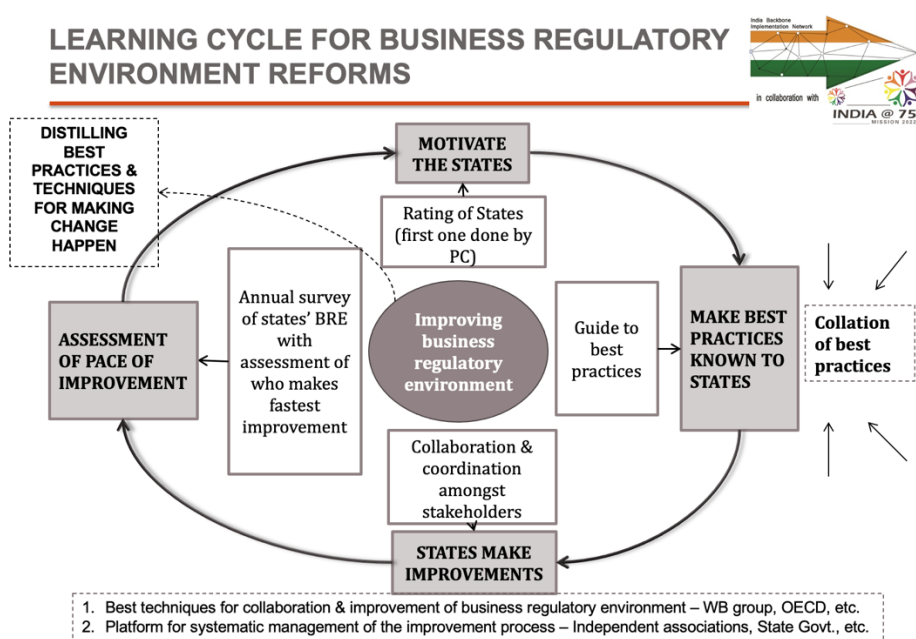 LEARNING CYCLE FOR BUSINESS REGULATORY
ENVIRONMENT REFORMS
India Backbone
Implementation Network
in collaboration with
INDIA @ 75
MISSION 2022
DISTILLING
BEST
PRACTICES &
TECHNIQUES
FOR MAKING
CHANGE
HAPPEN
MOTIVATE
THE STATES
Rating of States
(first one done by
PC)
Annual survey
of states' BRE
with
assessment of
who makes
fastest
improvement
ASSESSMENT
OF PACE OF
IMPROVEMENT
Improving
business
regulatory
environment
Guide to
best
practices
MAKE BEST
PRACTICES
KNOWN TO
STATES
Collation
of best
practices
Collaboration &
coordination
amongst
stakeholders
STATES MAKE
IMPROVEMENTS
1. Best techniques for collaboration & improvement of business regulatory environment – WB group, OECD, etc.
2. Platform for systematic management of the improvement process – Independent associations, State Govt., etc.